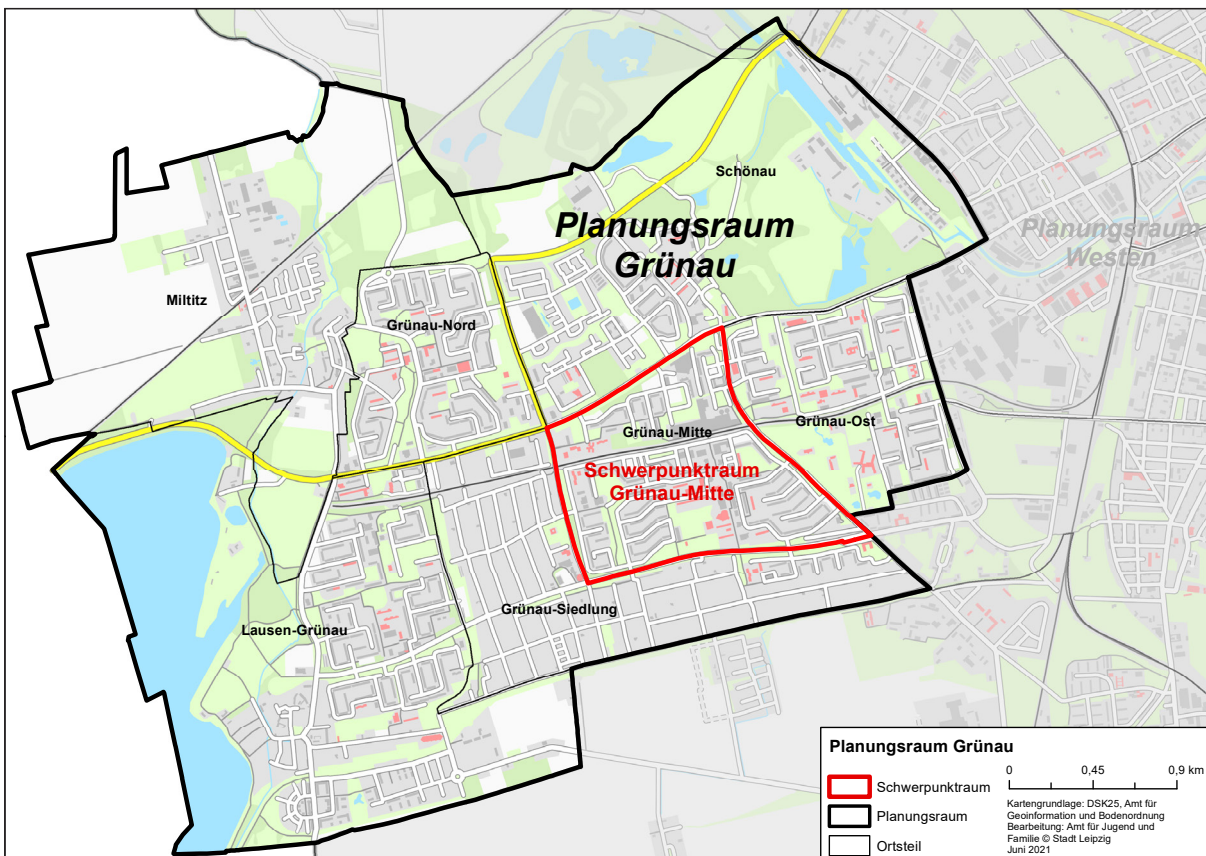 Schönau
Planungsraum
Grünau
Planungsraum
Westen
Miltitz
Grünau-Nord
Grünau-Mitte
Grünau-Ost
Schwerpunktraum
Grünau-Mitte
Grünau-Siedlung
Lausen-Grünau
Planungsraum Grünau
Schwerpunktraum
Planungsraum
Ortsteil
0 0,45 0,9 km
Kartengrundlage: DSK25, Amt für
Geoinformation und Bodenordnung
Bearbeitung: Amt für Jugend und
Familie © Stadt Leipzig
Juni 2021